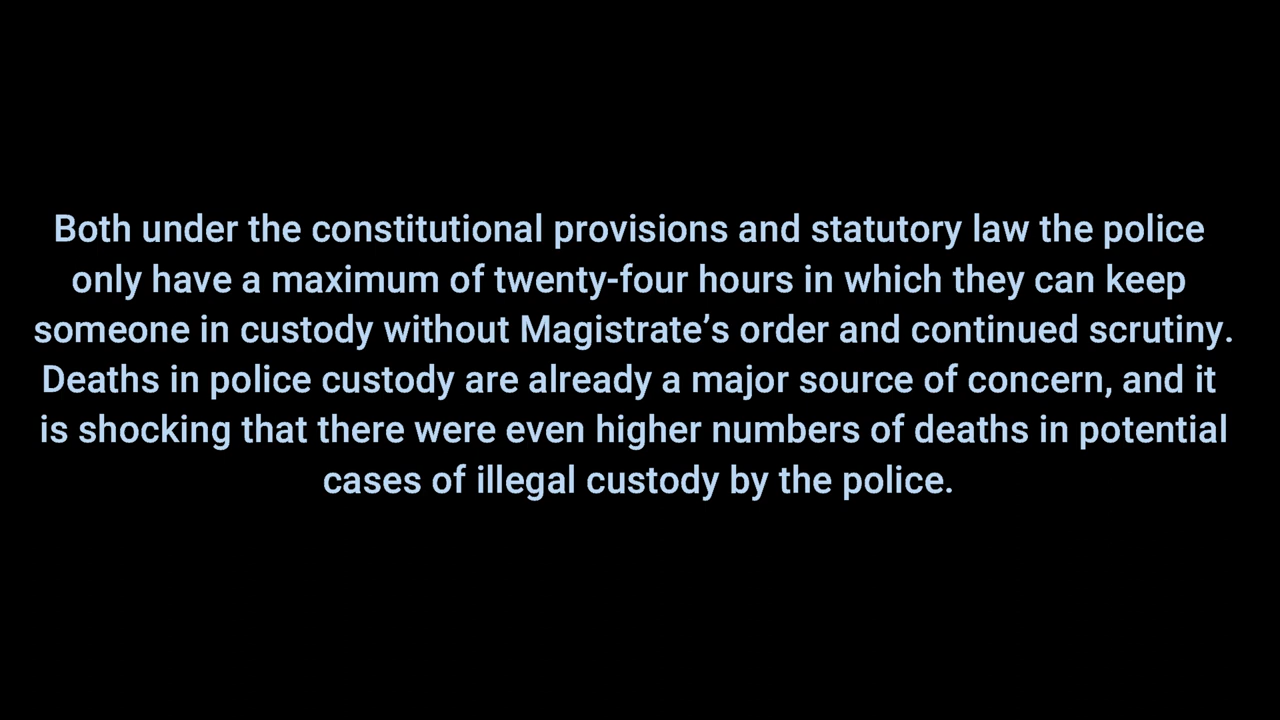 Both under the constitutional provisions and statutory law the police
only have a maximum of twenty-four hours in which they can keep
someone in custody without Magistrate’s order and continued scrutiny.
Deaths in police custody are already a major source of concern, and it
is shocking that there were even higher numbers of deaths in potential
cases of illegal custody by the police.